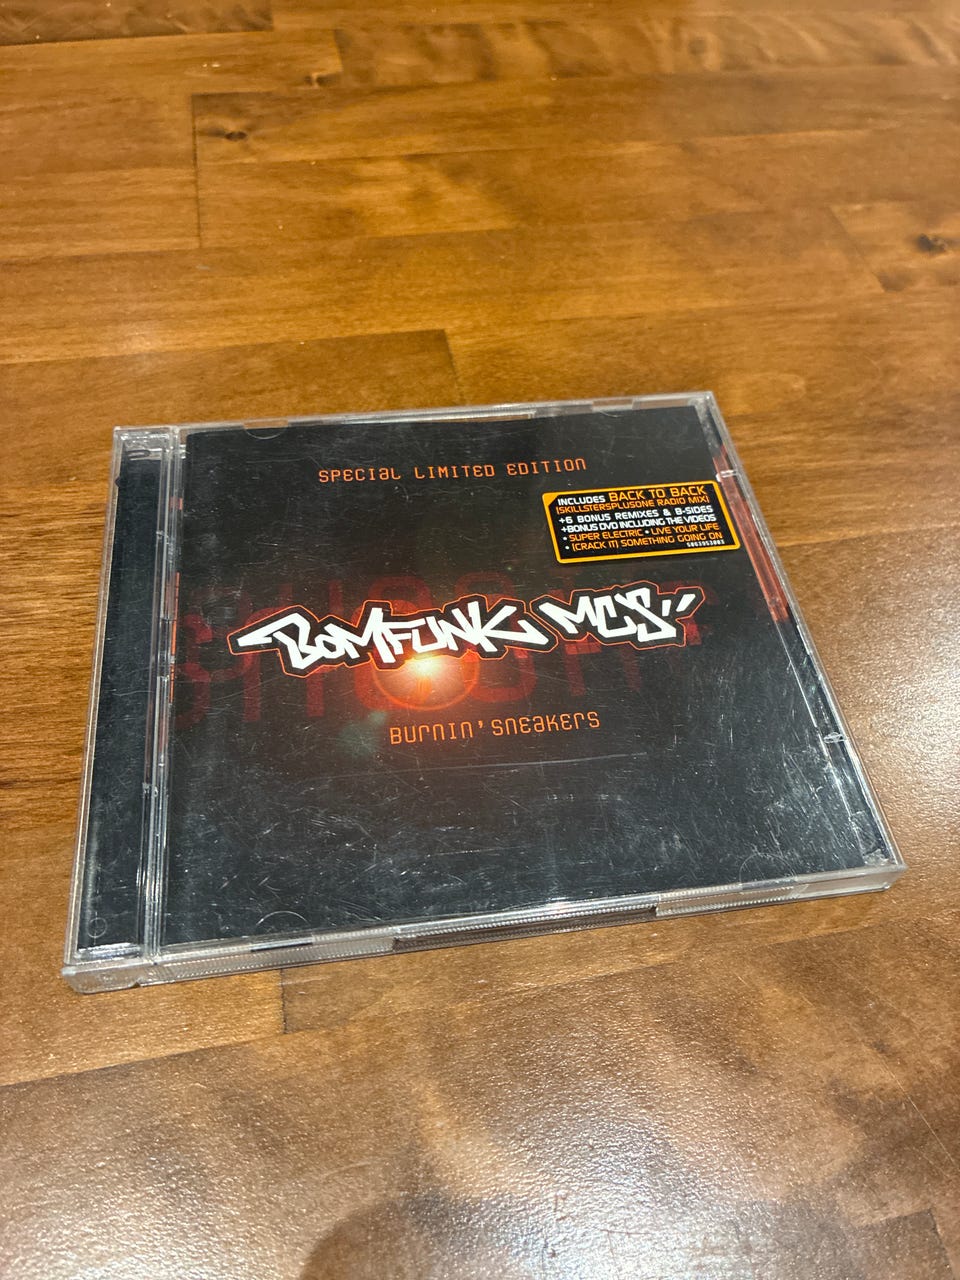 SPECIAL LIMITED EDITION
INCLUDES BACK TO BACK
(SKILLSTERSPLUSONE RADIO MIX)
+6 BONUS REMIXES & B-SIDES
+BONUS DVD INCLUDING THE VIDEOS
• SUPER ELECTRIC • LIVE YOUR LIFE
• (CRACK IT) SOMETHING GOING ON
BOMFUNK MC'S
BURNIN' SNEAKERS